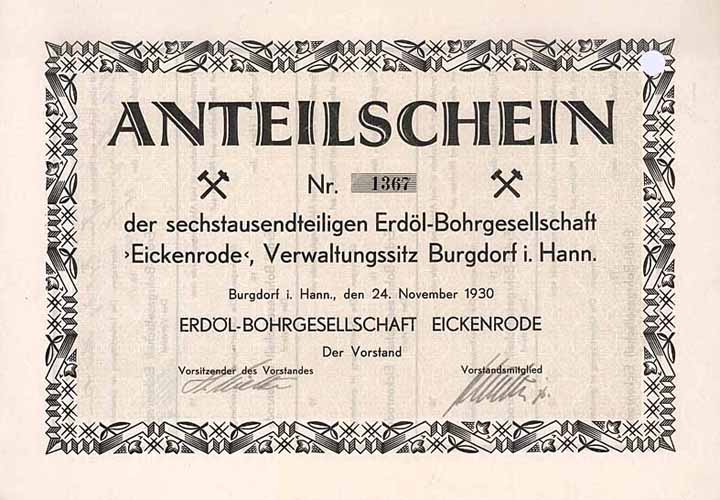 ANTEILSCHEIN
Nr. 1367
der sechstausendteiligen Erdöl-Bohrgesellschaft
›Eickenrode‹, Verwaltungssitz Burgdorf i. Hann.
Burgdorf i. Hann., den 24. November 1930
ERDÖL-BOHRGESELLSCHAFT EICKENRODE
Der Vorstand
Vorsitzender des Vorstandes Vorstandsmitglied